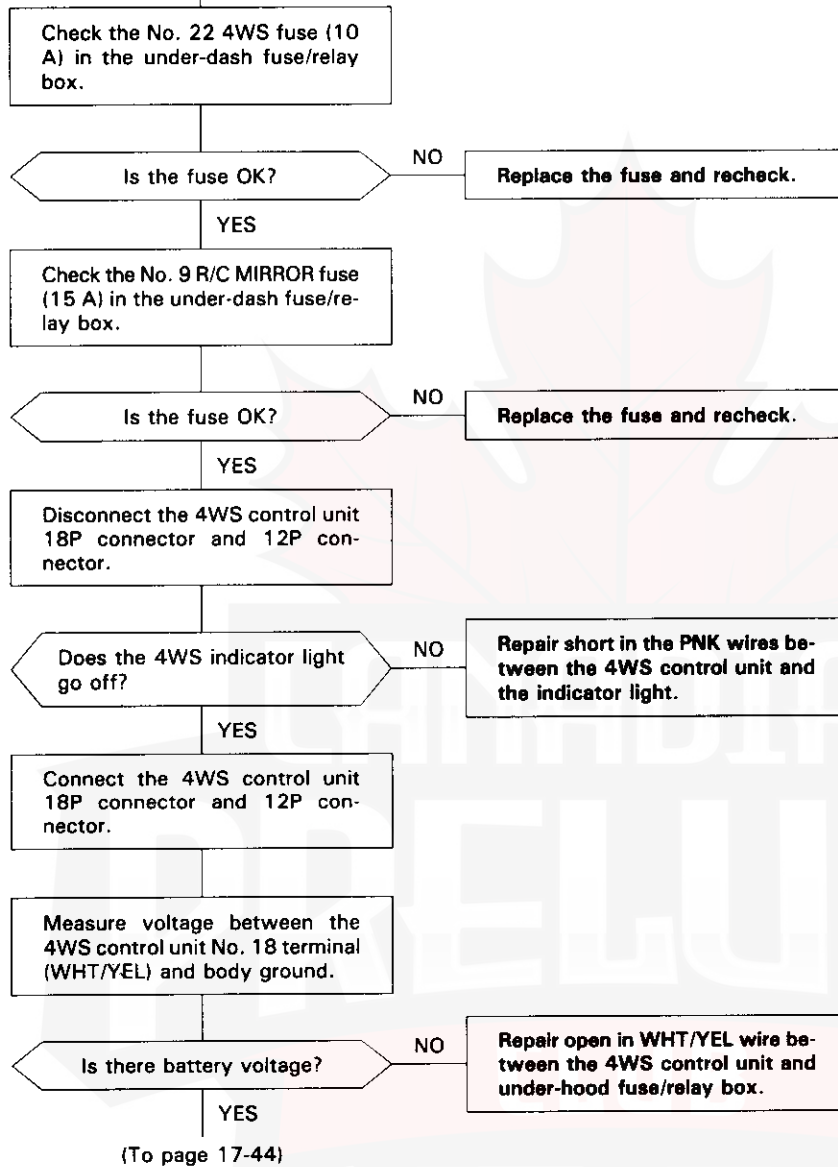 Check the No. 22 4WS fuse (10
A) in the under-dash fuse/relay
box.
Is the fuse OK?
NO
Replace the fuse and recheck.
YES
Check the No. 9 R/C MIRROR fuse
(15 A) in the under-dash fuse/re-
lay box.
Is the fuse OK?
NO
Replace the fuse and recheck.
YES
Disconnect the 4WS control unit
18P connector and 12P con-
nector.
Does the 4WS indicator light
go off?
NO
Repair short in the PNK wires be-
tween the 4WS control unit and
the indicator light.
YES
Connect the 4WS control unit
18P connector and 12P con-
nector.
Measure voltage between the
4WS control unit No. 18 terminal
(WHT/YEL) and body ground.
Is there battery voltage?
NO
Repair open in WHT/YEL wire be-
tween the 4WS control unit and
under-hood fuse/relay box.
YES
(To page 17-44)
CANADIA
PRELU